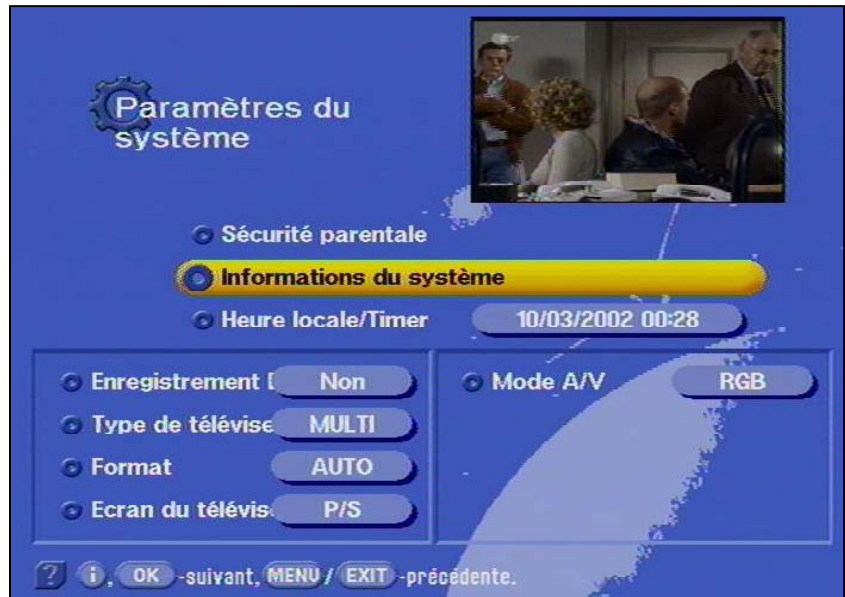 Paramètres du
système
Sécurité parentale
Informations du système
Heure locale/Timer 10/03/2002 00:28
Enregistrement Non
Type de télévise MULTI
Format AUTO
Ecran du télévis P/S
Mode A/V RGB
? i, OK -suivant, MENU / EXIT -précédente.